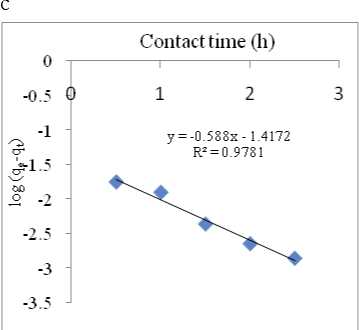 C
Contact time (h)
0
-0.5 0 1 2 3
-1
y = -0.588x - 1.4172
R² = 0.9781
log (qe-qt)
-1.5
-2
-2.5
-3
-3.5